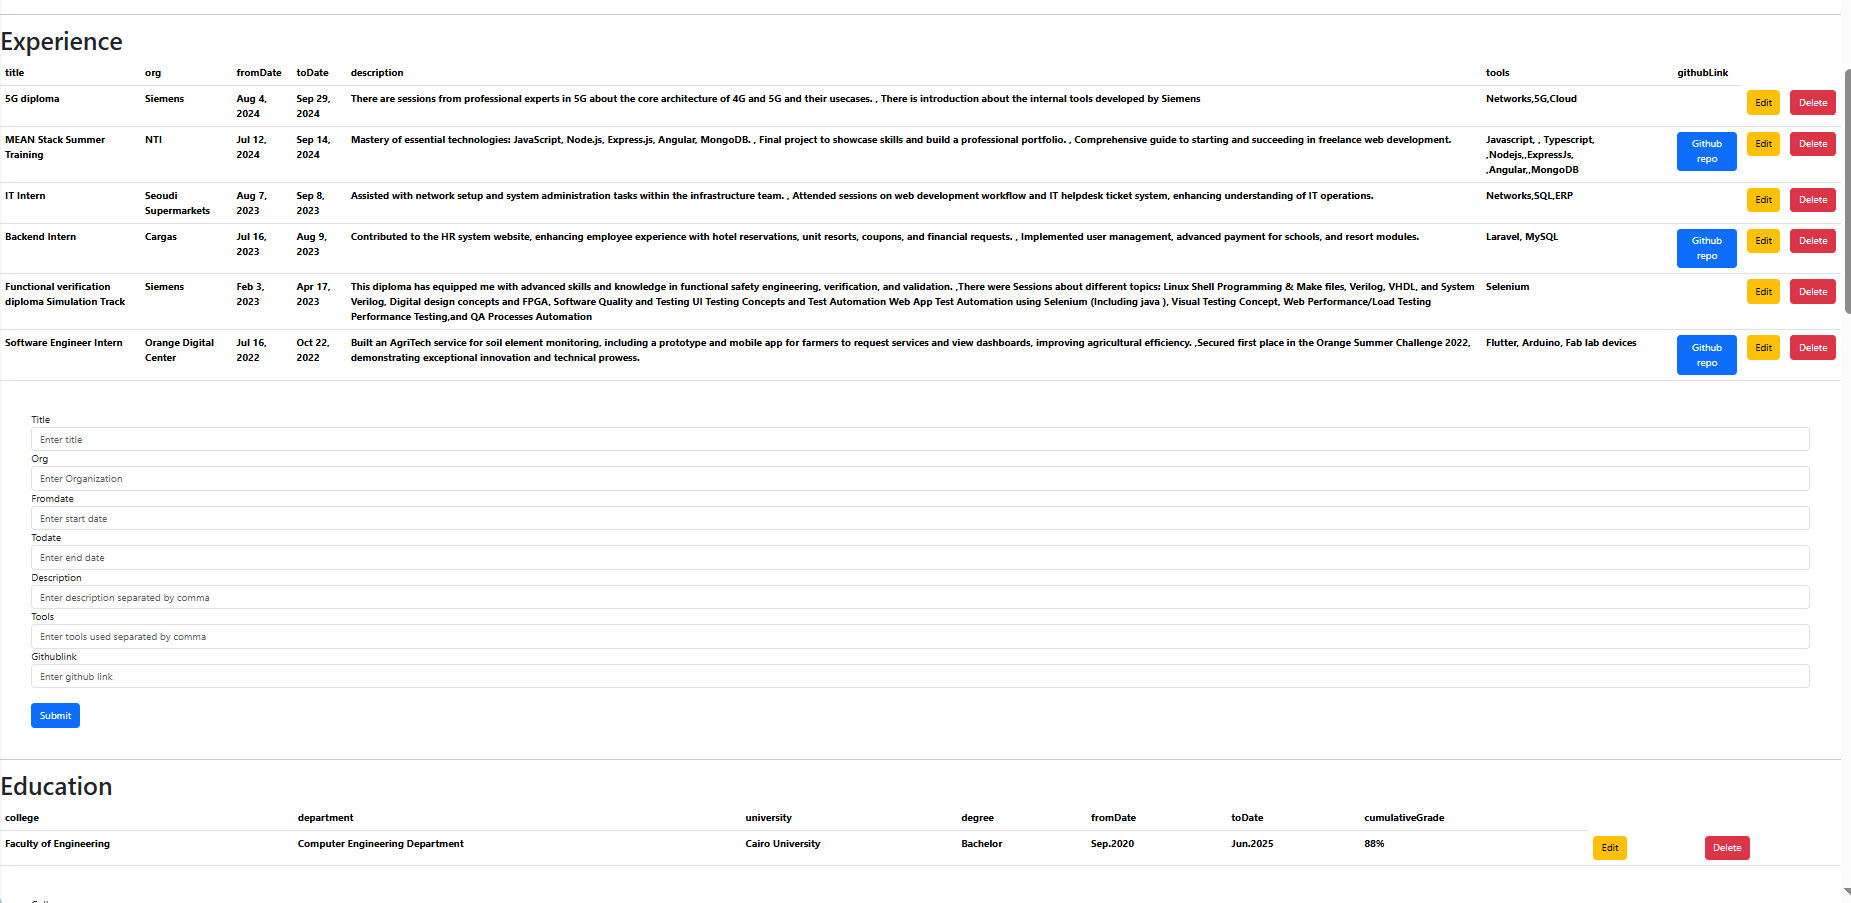 Experience
title org fromDate toDate description tools githubLink
5G diploma Siemens Aug 4, Sep 29, There are sessions from professional experts in 5G about the core architecture of 4G and 5G and their usecases. , There is introduction about the internal tools developed by Siemens Networks,5G,Cloud Edit Delete
2024 2024
MEAN Stack Summer NTI Jul 12, Sep 14, Mastery of essential technologies: JavaScript, Node.js, Express.js, Angular, MongoDB. , Final project to showcase skills and build a professional portfolio. , Comprehensive guide to starting and succeeding in freelance web development. Javascript, , Typescript, Github Edit Delete
Training 2024 2024 ,Nodejs,,ExpressJs, repo
,Angular,,MongoDB
IT Intern Seoudi Aug 7, Sep 8, Assisted with network setup and system administration tasks within the infrastructure team. , Attended sessions on web development workflow and IT helpdesk ticket system, enhancing understanding of IT operations. Networks,SQL,ERP Edit Delete
Supermarkets 2023 2023
Backend Intern Cargas Jul 16, Aug 9, Contributed to the HR system website, enhancing employee experience with hotel reservations, unit resorts, coupons, and financial requests. , Implemented user management, advanced payment for schools, and resort modules. Laravel, MySQL Github Edit Delete
2023 2023 repo
Functional verification Siemens Feb 3, Apr 17, This diploma has equipped me with advanced skills and knowledge in functional safety engineering, verification, and validation. ,There were Sessions about different topics: Linux Shell Programming & Make files, Verilog, VHDL, and System Selenium Edit Delete
diploma Simulation Track 2023 2023 Verilog, Digital design concepts and FPGA, Software Quality and Testing UI Testing Concepts and Test Automation Web App Test Automation using Selenium (Including java ), Visual Testing Concept, Web Performance/Load Testing
Performance Testing,and QA Processes Automation
Software Engineer Intern Orange Digital Jul 16, Oct 22, Built an AgriTech service for soil element monitoring, including a prototype and mobile app for farmers to request services and view dashboards, improving agricultural efficiency. ,Secured first place in the Orange Summer Challenge 2022, Flutter, Arduino, Fab lab devices Github Edit Delete
Center 2022 2022 demonstrating exceptional innovation and technical prowess. repo
Title
Enter title
Org
Enter Organization
Fromdate
Enter start date
Todate
Enter end date
Description
Enter description separated by comma
Tools
Enter tools used separated by comma
Githublink
Enter github link
Submit
Education
college department university degree fromDate toDate cumulativeGrade
Faculty of Engineering Computer Engineering Department Cairo University Bachelor Sep.2020 Jun.2025 88% Edit Delete